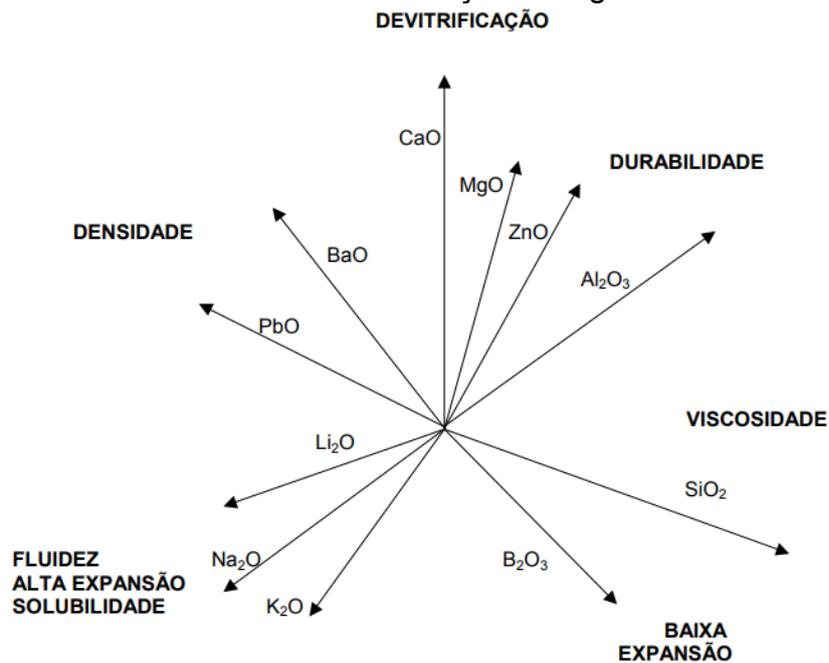 DEVITRIFICAÇÃO
CaO
MgO
DURABILIDADE
ZnO
DENSIDADE
BaO
Al₂O₃
PbO
VISCOSIDADE
Li₂O
SiO₂
FLUIDEZ
ALTA EXPANSÃO
SOLUBILIDADE
Na₂O
B₂O₃
K₂O
BAIXA
EXPANSÃO